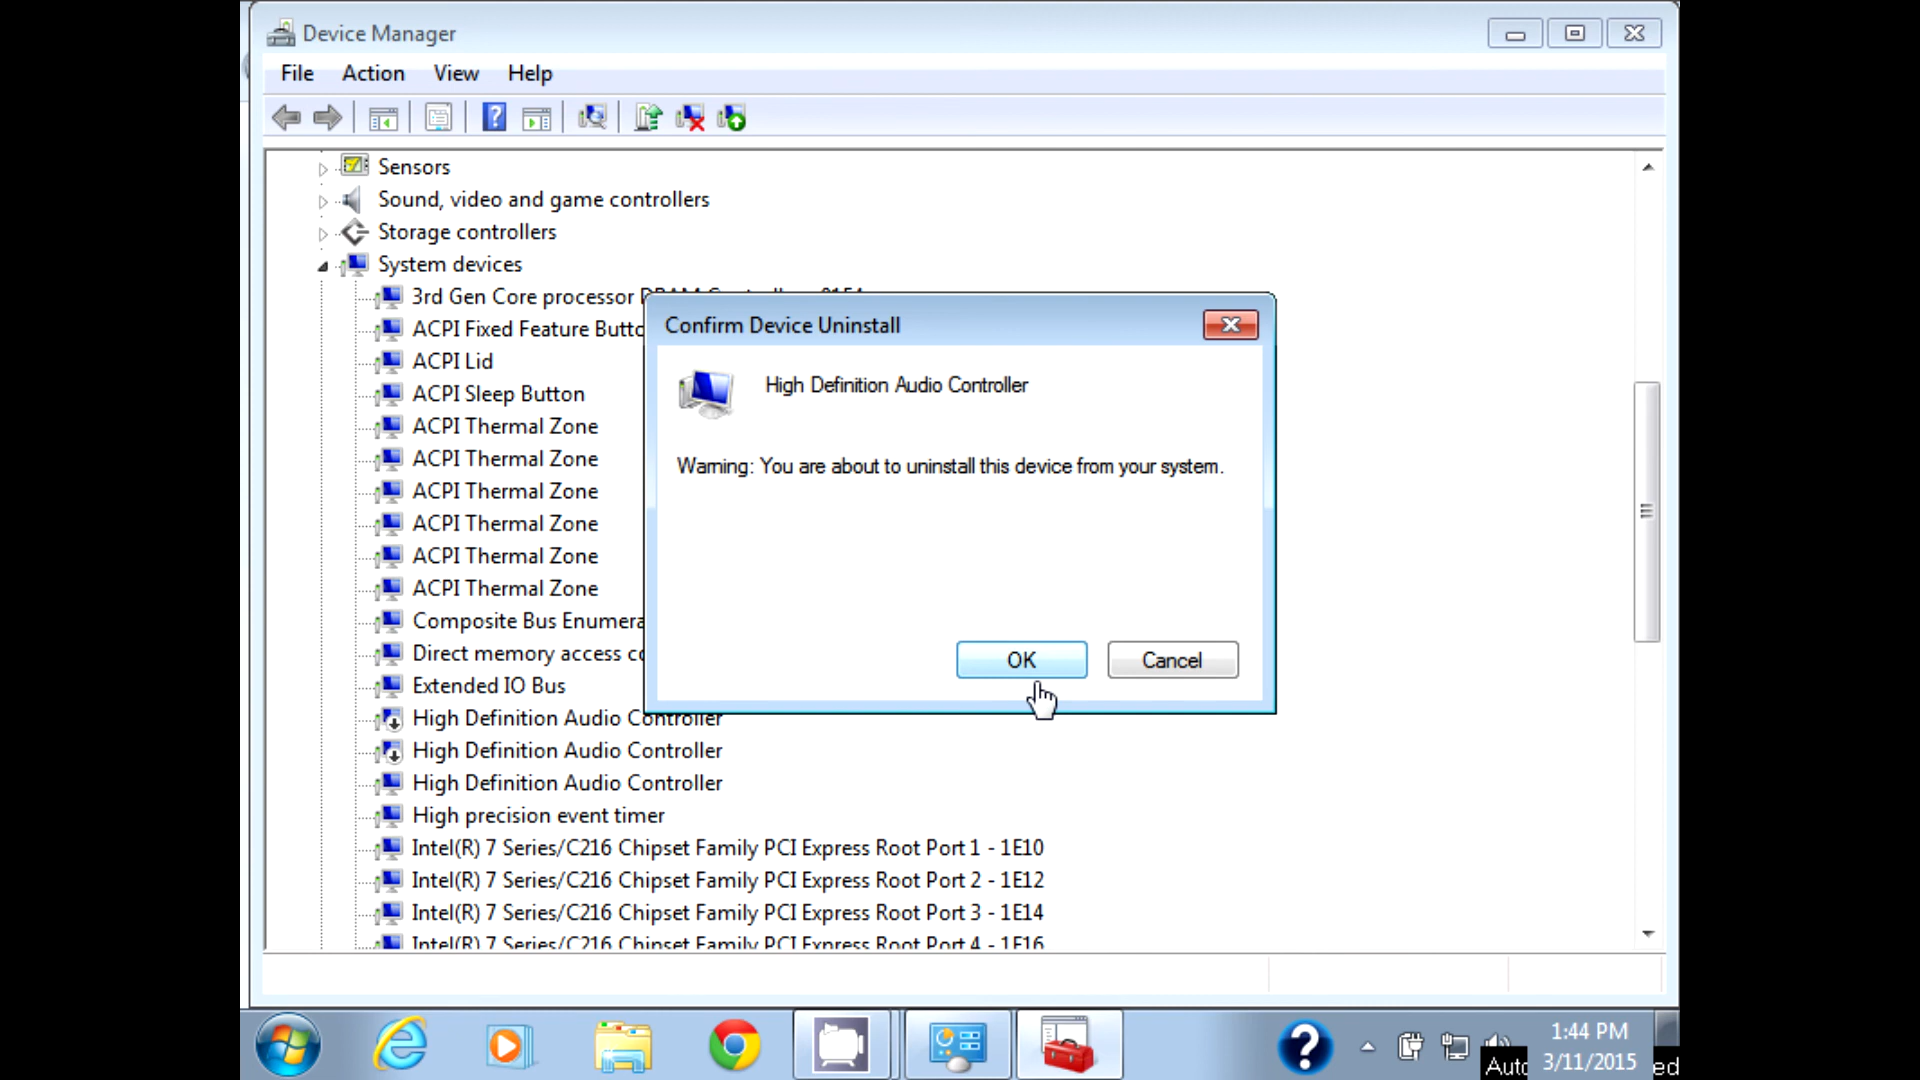 Device Manager
File Action View Help
Sensors
Sound, video and game controllers
Storage controllers
System devices
3rd Gen Core processor
ACPI Fixed Feature
ACPI Lid
ACPI Sleep Button
ACPI Thermal Zone
ACPI Thermal Zone
ACPI Thermal Zone
ACPI Thermal Zone
ACPI Thermal Zone
ACPI Thermal Zone
Composite Bus
Direct memory access
Extended IO Bus
High Definition Audio Controller
High Definition Audio Controller
High Definition Audio Controller
High precision event timer
Intel(R) 7 Series/C216 Chipset Family PCI Express Root Port 1 - 1E10
Intel(R) 7 Series/C216 Chipset Family PCI Express Root Port 2 - 1E12
Intel(R) 7 Series/C216 Chipset Family PCI Express Root Port 3 - 1E14
Intel(R) 7 Series/C216 Chipset Family PCI Express Root Port 4 - 1E16
Confirm Device Uninstall
High Definition Audio Controller
Warning: You are about to uninstall this device from your system.
OK Cancel
1:44 PM
3/11/2015